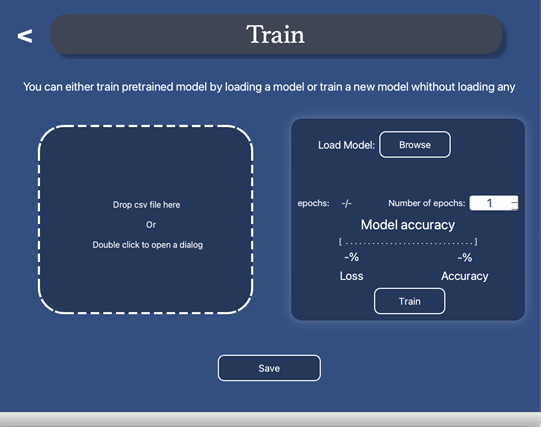 <
Train
You can either train pretrained model by loading a model or train a new model whithout loading any
Drop csv file here
Or
Double click to open a dialog
Load Model: Browse
epochs: -/- Number of epochs: 1
Model accuracy
[ . . . . . . . . . . . . . . . . . . . . . . . . . . . . . ]
-% -%
Loss Accuracy
Train
Save